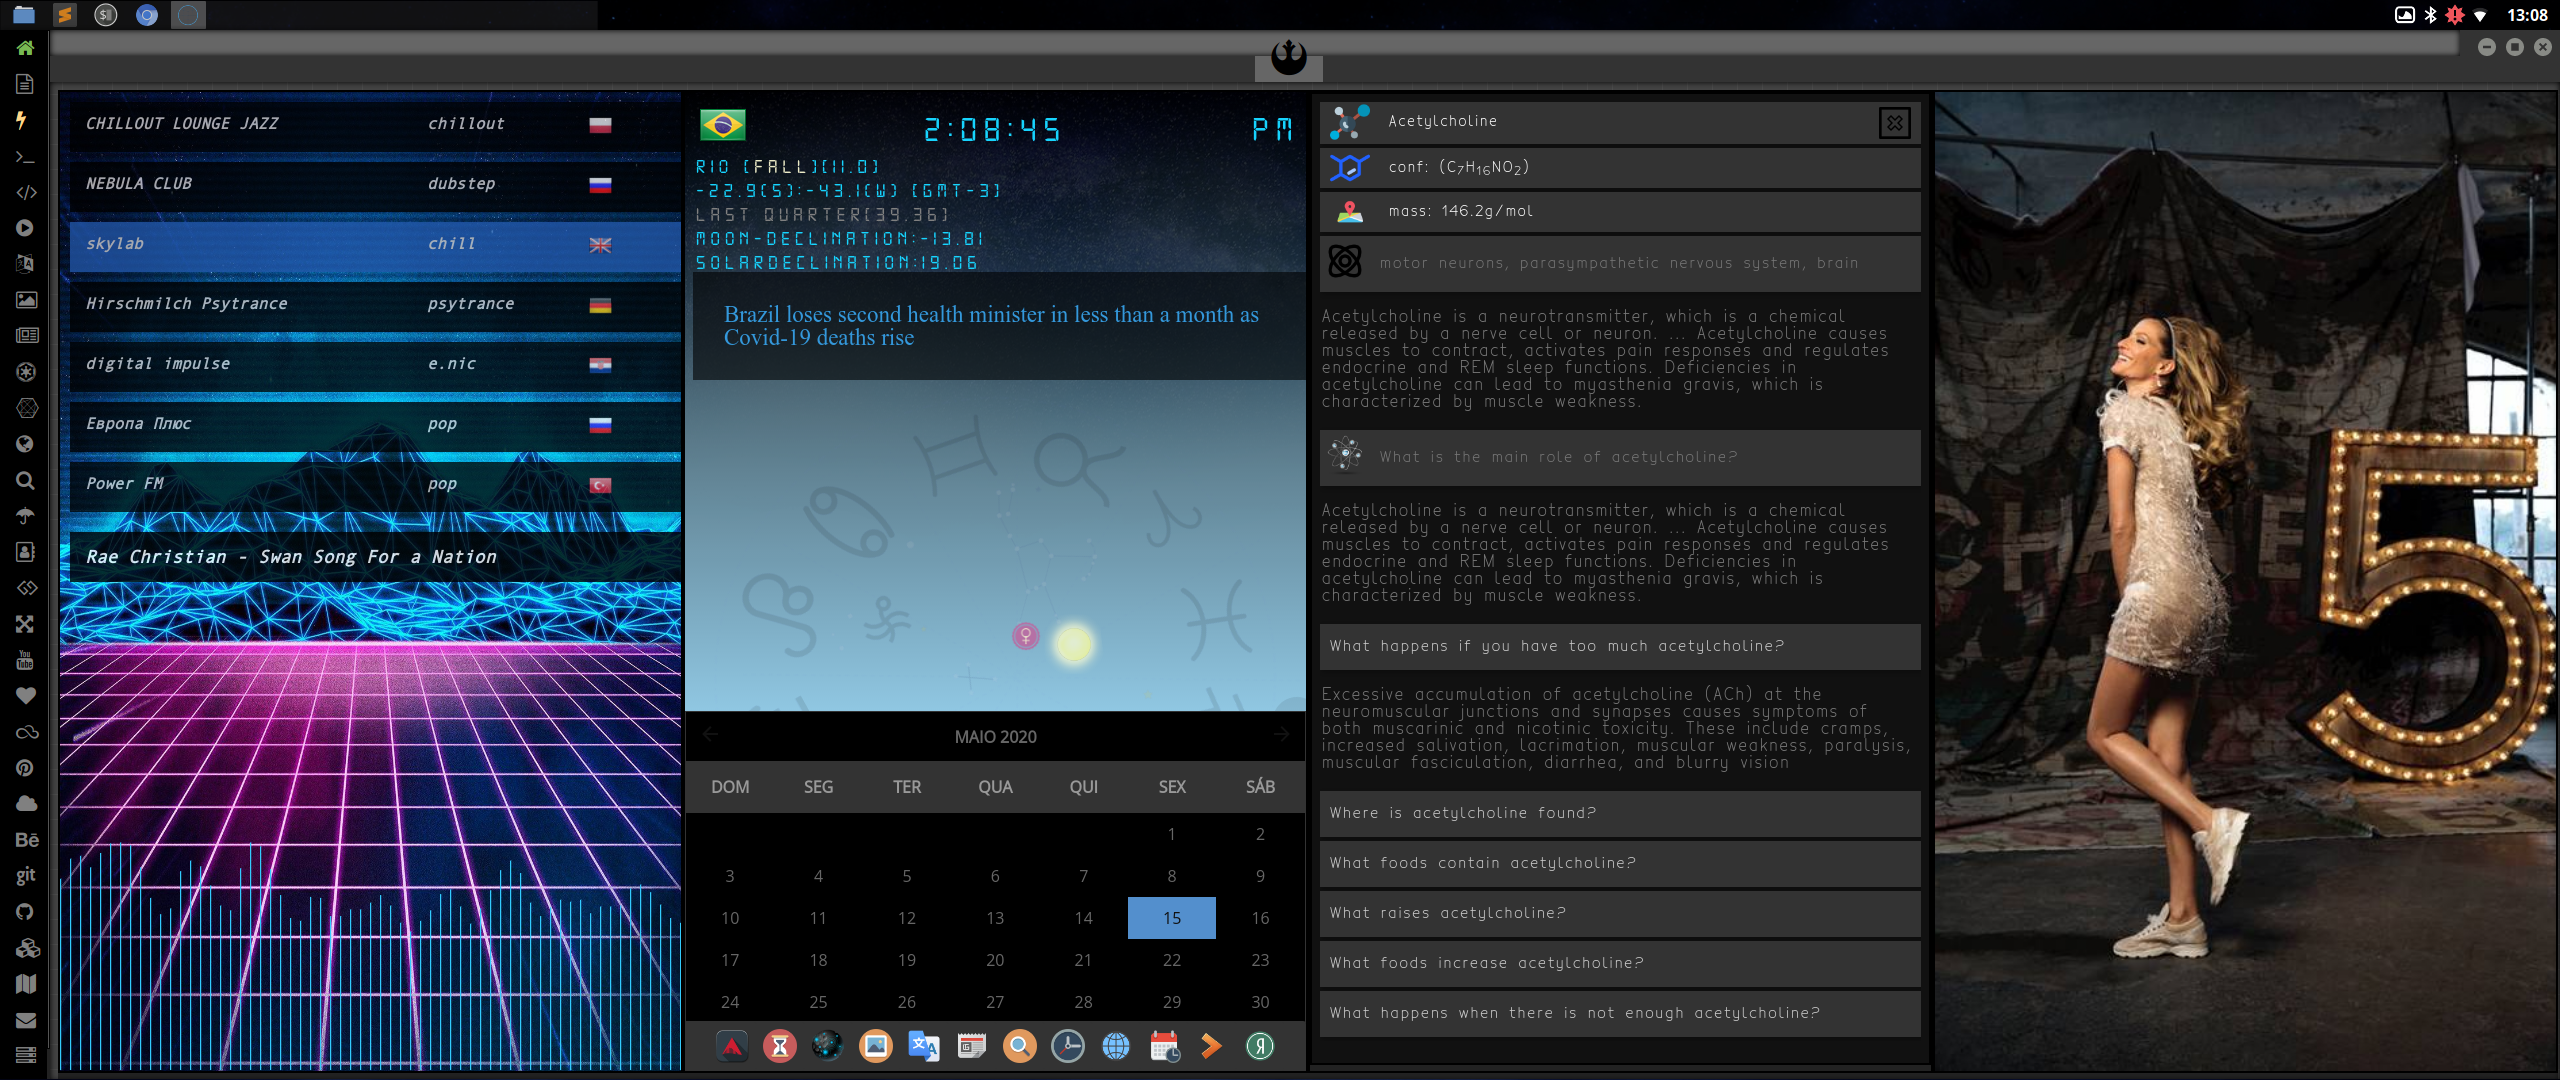 13:08
CHILLOUT LOUNGE JAZZ chillout
NEBULA CLUB dubstep
skylab chill
Hirschmilch Psytrance psytrance
digital impulse e.nic
Европа Плюс pop
Power FM pop
Rae Christian - Swan Song For a Nation
2:08:45 PM
RIO [FALL][11.0]
-22.9(S):-43.1(W) [GMT-3]
LAST QUARTER[39.36]
MOON-DECLINATION:-13.81
SOLARDECLINATION:19.06
Brazil loses second health minister in less than a month as
Covid-19 deaths rise
MAIO 2020
DOM SEG TER QUA QUI SEX SÁB
1 2
3 4 5 6 7 8 9
10 11 12 13 14 15 16
17 18 19 20 21 22 23
24 25 26 27 28 29 30
Acetylcholine
conf: (C7H16NO2)
mass: 146.2g/mol
motor neurons, parasympathetic nervous system, brain
Acetylcholine is a neurotransmitter, which is a chemical
released by a nerve cell or neuron. ... Acetylcholine causes
muscles to contract, activates pain responses and regulates
endocrine and REM sleep functions. Deficiencies in
acetylcholine can lead to myasthenia gravis, which is
characterized by muscle weakness.
What is the main role of acetylcholine?
Acetylcholine is a neurotransmitter, which is a chemical
released by a nerve cell or neuron. ... Acetylcholine causes
muscles to contract, activates pain responses and regulates
endocrine and REM sleep functions. Deficiencies in
acetylcholine can lead to myasthenia gravis, which is
characterized by muscle weakness.
What happens if you have too much acetylcholine?
Excessive accumulation of acetylcholine (ACh) at the
neuromuscular junctions and synapses causes symptoms of
both muscarinic and nicotinic toxicity. These include cramps,
increased salivation, lacrimation, muscular weakness, paralysis,
muscular fasciculation, diarrhea, and blurry vision
Where is acetylcholine found?
What foods contain acetylcholine?
What raises acetylcholine?
What foods increase acetylcholine?
What happens when there is not enough acetylcholine?
You
Tube
Bē
git
5